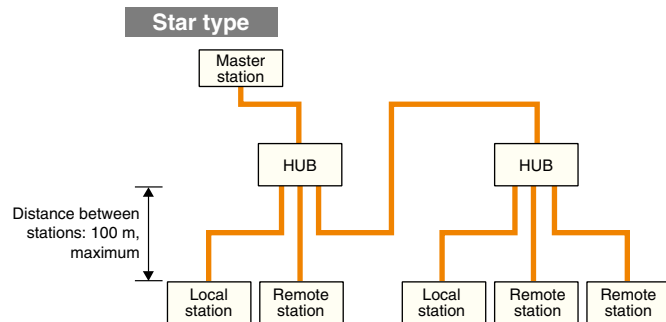 Star type
Master
station
HUB
HUB
Distance between
stations: 100 m,
maximum
Local
station
Remote
station
Local
station
Remote
station
Remote
station